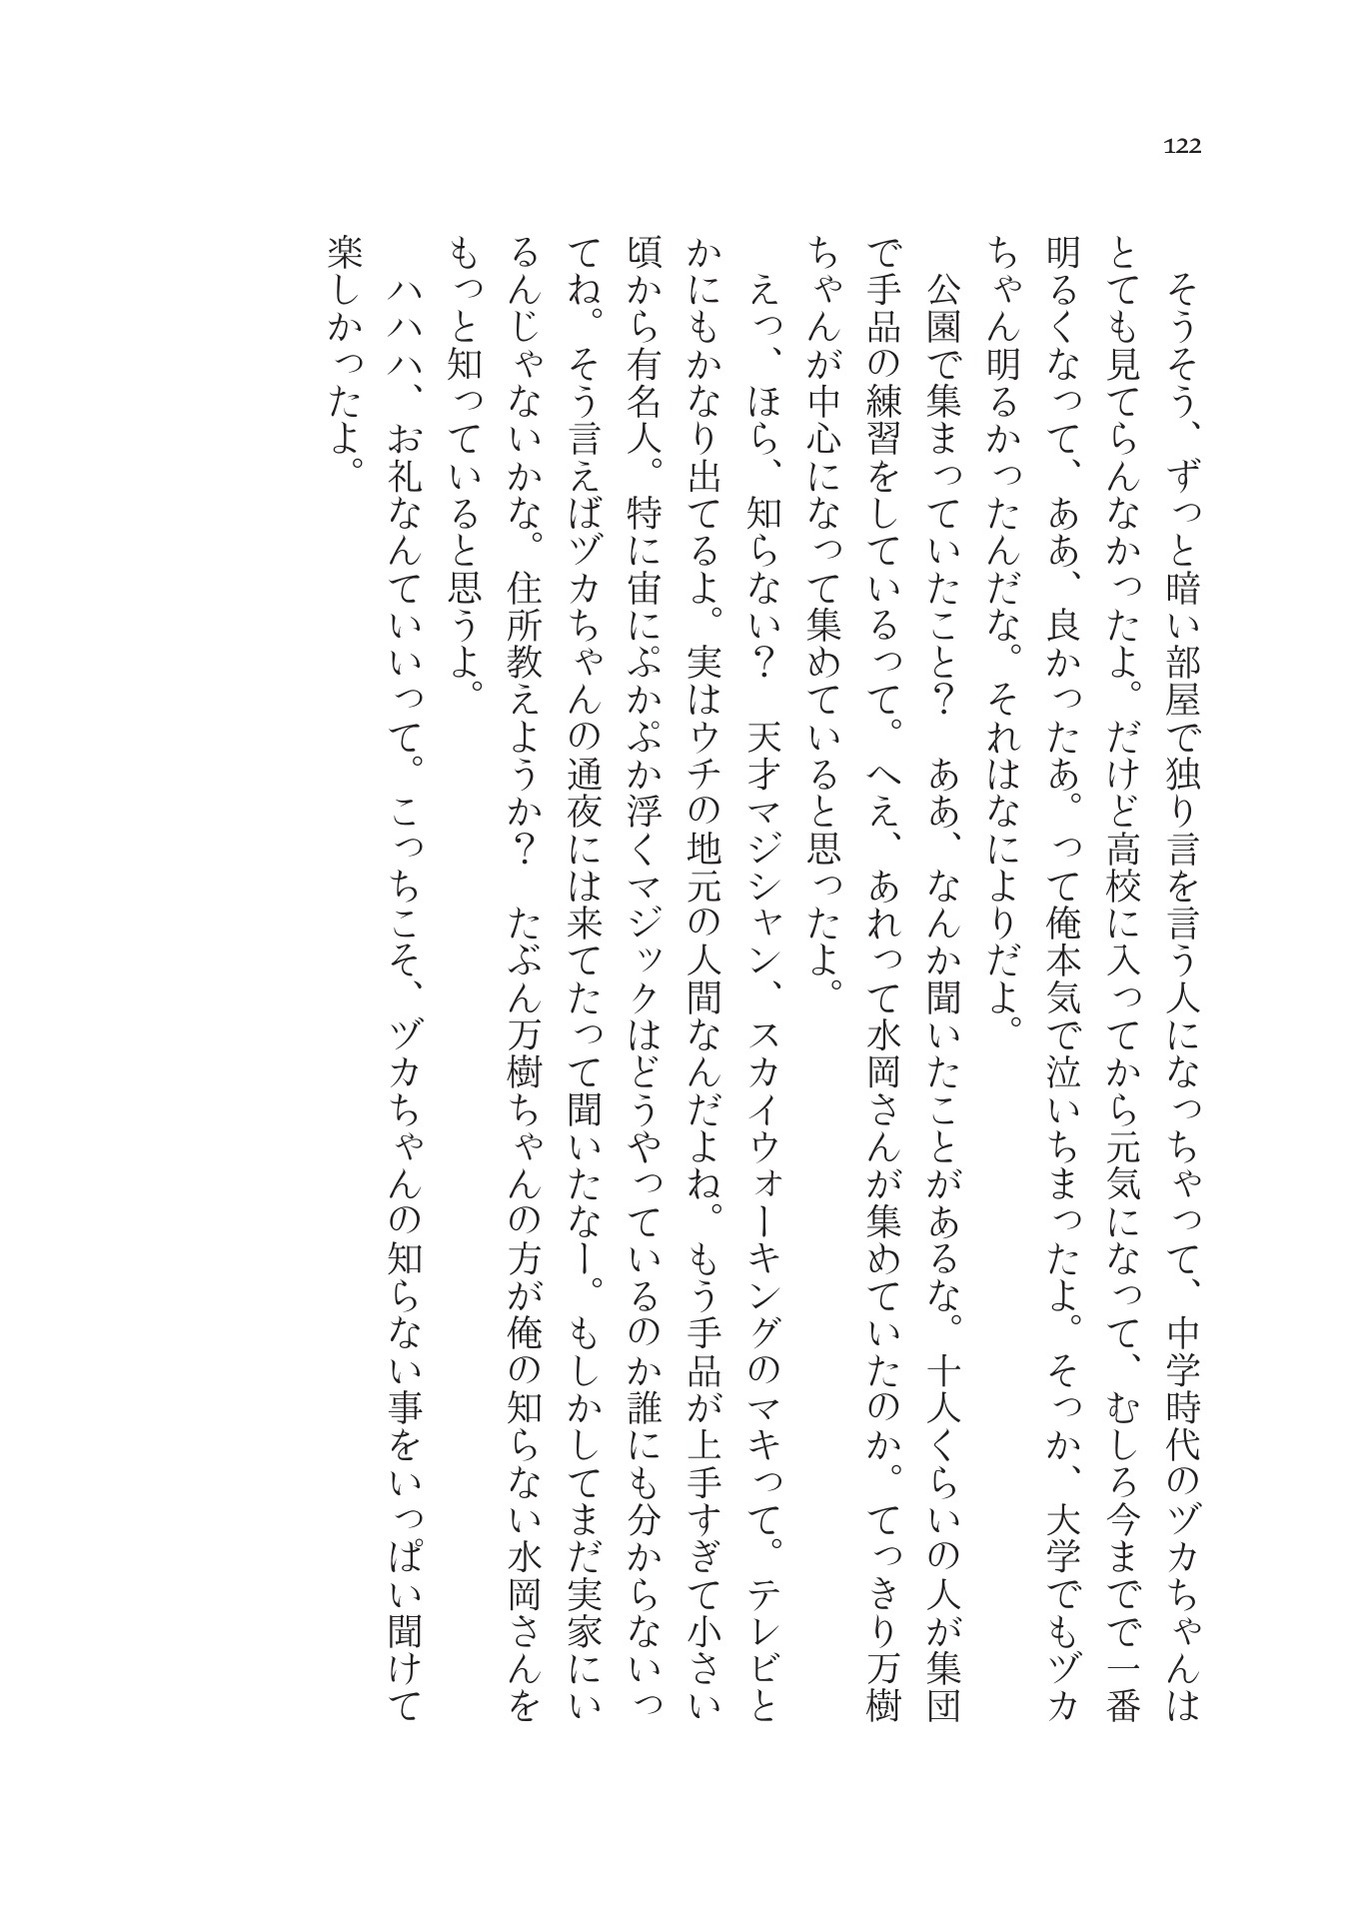 122
そうそう、ずっと暗い部屋で独り言を言う人になっちゃって、中学時代のヅカちゃんは
とても見てらんなかったよ。だけど高校に入ってから元気になって、むしろ今までで一番
明るくなって、ああ、良かったあ。って俺本気で泣いちまったよ。そっか、大学でもヅカ
ちゃん明るかったんだな。それはなによりだよ。
公園で集まっていたこと？　ああ、なんか聞いたことがあるな。十人くらいの人が集団
で手品の練習をしているって。へえ、あれって水岡さんが集めていたのか。てっきり万樹
ちゃんが中心になって集めていると思ったよ。
えっ、ほら、知らない？　天才マジシャン、スカイウォーキングのマキって。テレビと
かにもかなり出てるよ。実はウチの地元の人間なんだよね。もう手品が上手すぎて小さい
頃から有名人。特に宙にぷかぷか浮くマジックはどうやっているのか誰にも分からないっ
てね。そう言えばヅカちゃんの通夜には来てたって聞いたなー。もしかしてまだ実家にい
るんじゃないかな。住所教えようか？　たぶん万樹ちゃんの方が俺の知らない水岡さんを
もっと知っていると思うよ。
ハハハ、お礼なんていいって。こっちこそ、ヅカちゃんの知らない事をいっぱい聞けて
楽しかったよ。